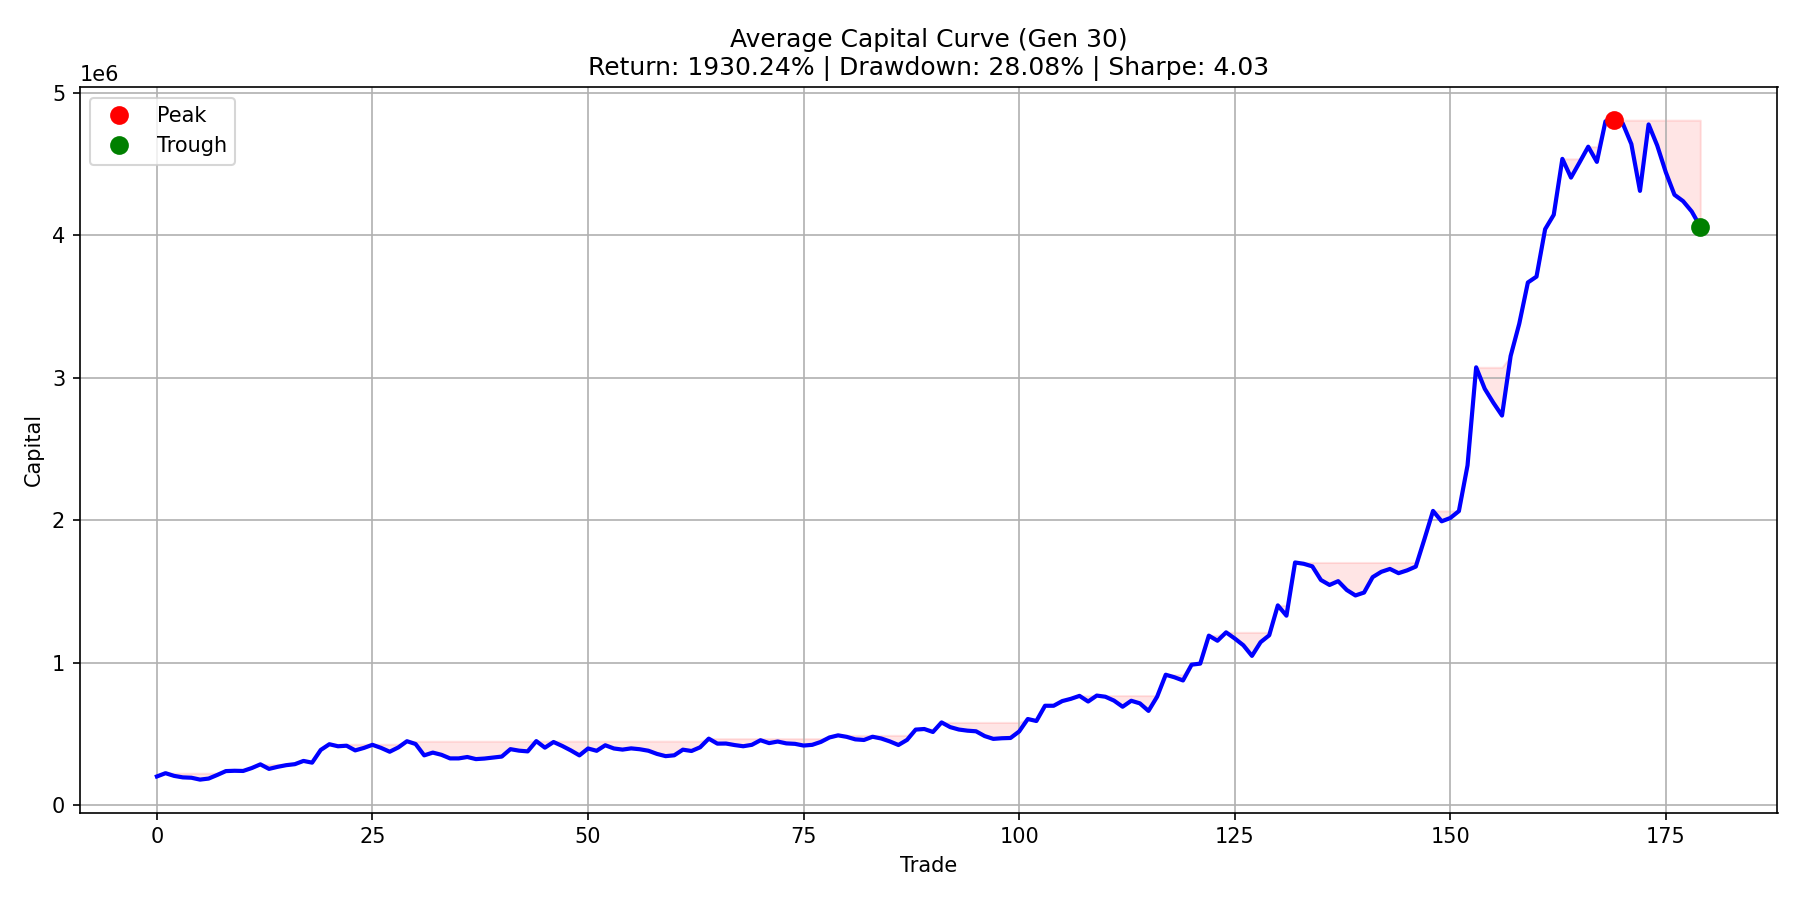 Average Capital Curve (Gen 30)
Return: 1930.24% | Drawdown: 28.08% | Sharpe: 4.03
1e6
Peak
Trough
5
4
3
2
1
0
Capital
0 25 50 75 100 125 150 175
Trade